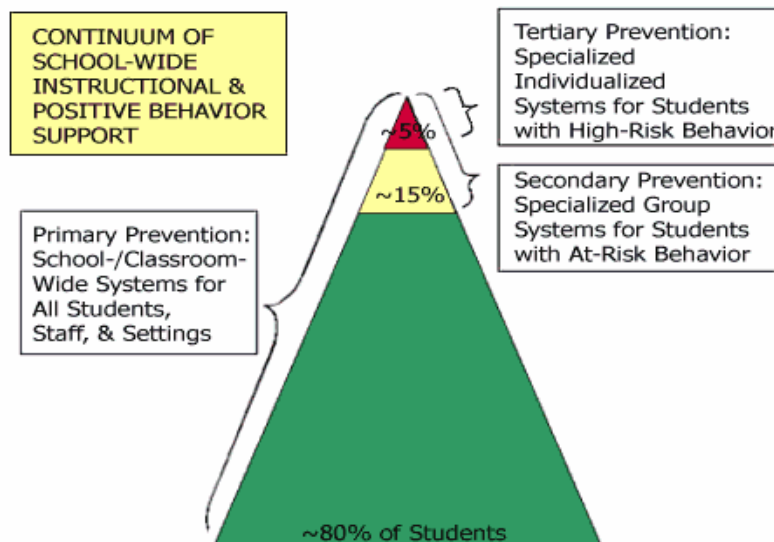 CONTINUUM OF
SCHOOL-WIDE
INSTRUCTIONAL &
POSITIVE BEHAVIOR
SUPPORT
Tertiary Prevention:
Specialized
Individualized
Systems for Students
with High-Risk Behavior
~5%
~15%
Secondary Prevention:
Specialized Group
Systems for Students
with At-Risk Behavior
Primary Prevention:
School-/Classroom-
Wide Systems for
All Students,
Staff, & Settings
~80% of Students